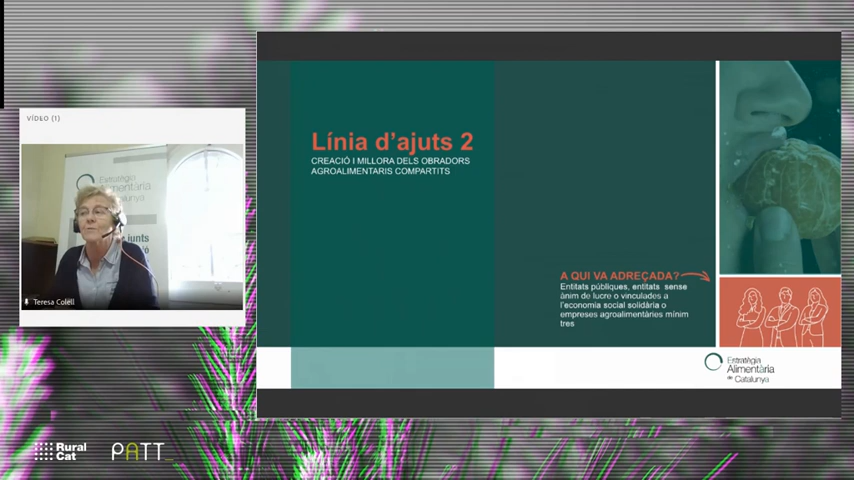 VÍDEO (1)
Estratègia
Alimentària
Catalunya
junts
Teresa Colell
Línia d'ajuts 2
CREACIÓ I MILLORA DELS OBRADORS
AGROALIMENTARIS COMPARTITS
A QUI VA ADREÇADA?
Entitats públiques, entitats sense
ànim de lucre o vinculades a
l'economia social solidària o
empreses agroalimentàries mínim
tres
Estratègia
Alimentària
de Catalunya
Rural
Cat
PATT_